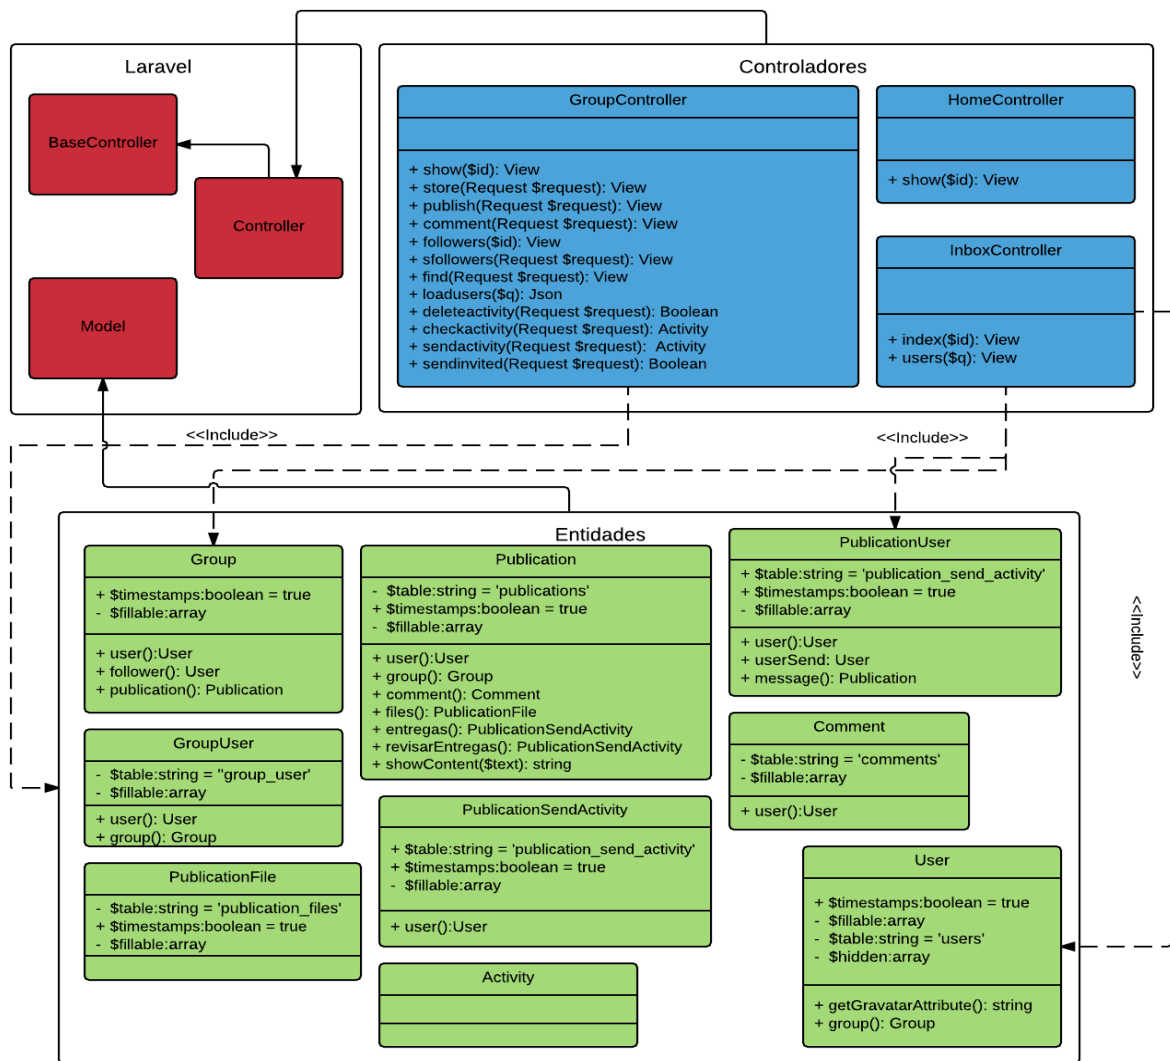 Laravel
BaseController
Controller
Model
Controladores
GroupController
+ show($id): View
+ store(Request $request): View
+ publish(Request $request): View
+ comment(Request $request): View
+ followers($id): View
+ sfollowers(Request $request): View
+ find(Request $request): View
+ loadusers($q): Json
+ deleteactivity(Request $request): Boolean
+ checkactivity(Request $request): Activity
+ sendactivity(Request $request): Activity
+ sendinvited(Request $request): Boolean
HomeController
+ show($id): View
InboxController
+ index($id): View
+ users($q): View
<<Include>>
<<Include>>
<<Include>>
Entidades
Group
+ $timestamps:boolean = true
- $fillable:array
+ user():User
+ follower(): User
+ publication(): Publication
GroupUser
- $table:string = "group_user'
- $fillable:array
+ user(): User
+ group(): Group
PublicationFile
- $table:string = 'publication_files'
+ $timestamps:boolean = true
- $fillable:array
Publication
- $table:string = 'publications'
+ $timestamps:boolean = true
- $fillable:array
+ user():User
+ group(): Group
+ comment(): Comment
+ files(): PublicationFile
+ entregas(): PublicationSendActivity
+ revisarEntregas(): PublicationSendActivity
+ showContent($text): string
PublicationSendActivity
+ $table:string = 'publication_send_activity'
+ $timestamps:boolean = true
- $fillable:array
+ user():User
Activity
PublicationUser
+ $table:string = 'publication_send_activity'
+ $timestamps:boolean = true
- $fillable:array
+ user():User
+ userSend: User
+ message(): Publication
Comment
- $table:string = 'comments'
- $fillable:array
+ user():User
User
+ $timestamps:boolean = true
- $fillable:array
- $table:string = 'users'
- $hidden:array
+ getGravatarAttribute(): string
+ group(): Group